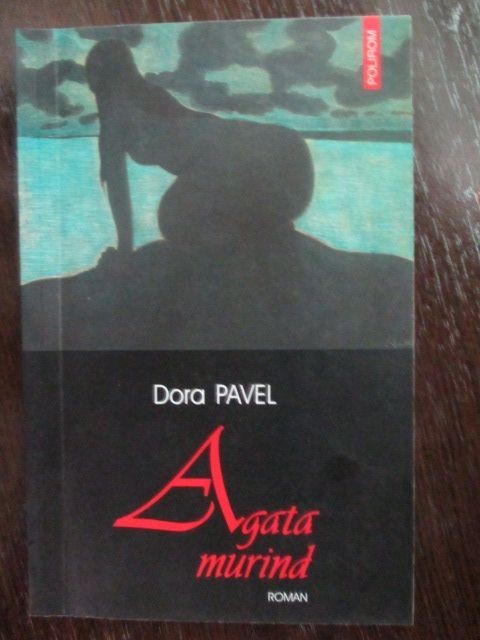 POLIROM
Dora PAVEL
Agata
murind
ROMAN